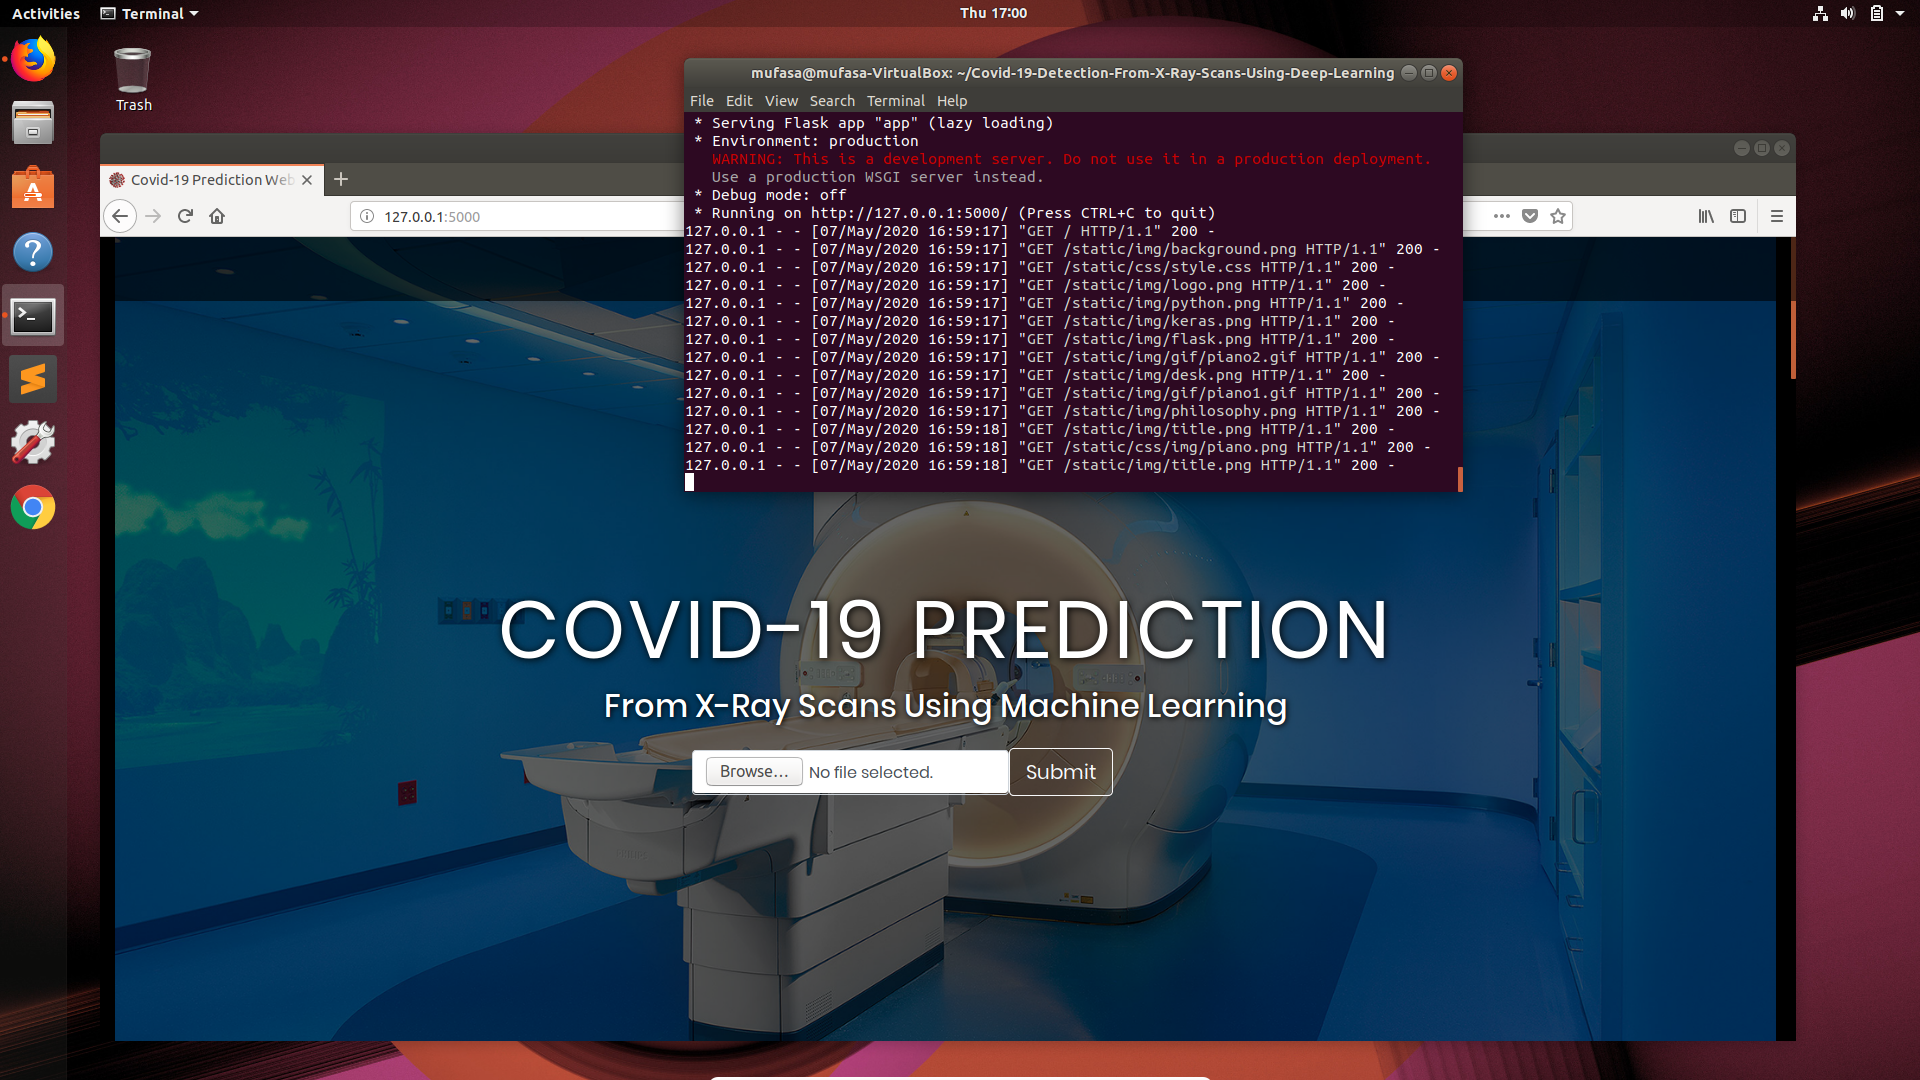 Activities Terminal Thu 17:00
Trash
mufasa@mufasa-VirtualBox: ~/Covid-19-Detection-From-X-Ray-Scans-Using-Deep-Learning
File Edit View Search Terminal Help
* Serving Flask app "app" (lazy loading)
* Environment: production
WARNING: This is a development server. Do not use it in a production deployment.
Use a production WSGI server instead.
* Debug mode: off
* Running on http://127.0.0.1:5000/ (Press CTRL+C to quit)
127.0.0.1 - - [07/May/2020 16:59:17] "GET / HTTP/1.1" 200 -
127.0.0.1 - - [07/May/2020 16:59:17] "GET /static/img/background.png HTTP/1.1" 200 -
127.0.0.1 - - [07/May/2020 16:59:17] "GET /static/css/style.css HTTP/1.1" 200 -
127.0.0.1 - - [07/May/2020 16:59:17] "GET /static/img/logo.png HTTP/1.1" 200 -
127.0.0.1 - - [07/May/2020 16:59:17] "GET /static/img/python.png HTTP/1.1" 200 -
127.0.0.1 - - [07/May/2020 16:59:17] "GET /static/img/keras.png HTTP/1.1" 200 -
127.0.0.1 - - [07/May/2020 16:59:17] "GET /static/img/flask.png HTTP/1.1" 200 -
127.0.0.1 - - [07/May/2020 16:59:17] "GET /static/img/gif/piano2.gif HTTP/1.1" 200 -
127.0.0.1 - - [07/May/2020 16:59:17] "GET /static/img/desk.png HTTP/1.1" 200 -
127.0.0.1 - - [07/May/2020 16:59:17] "GET /static/img/gif/piano1.gif HTTP/1.1" 200 -
127.0.0.1 - - [07/May/2020 16:59:17] "GET /static/img/philosophy.png HTTP/1.1" 200 -
127.0.0.1 - - [07/May/2020 16:59:18] "GET /static/img/title.png HTTP/1.1" 200 -
127.0.0.1 - - [07/May/2020 16:59:18] "GET /static/css/img/piano.png HTTP/1.1" 200 -
127.0.0.1 - - [07/May/2020 16:59:18] "GET /static/img/title.png HTTP/1.1" 200 -
Covid-19 Prediction Web
127.0.0.1:5000
COVID-19 PREDICTION
From X-Ray Scans Using Machine Learning
Browse... No file selected. Submit